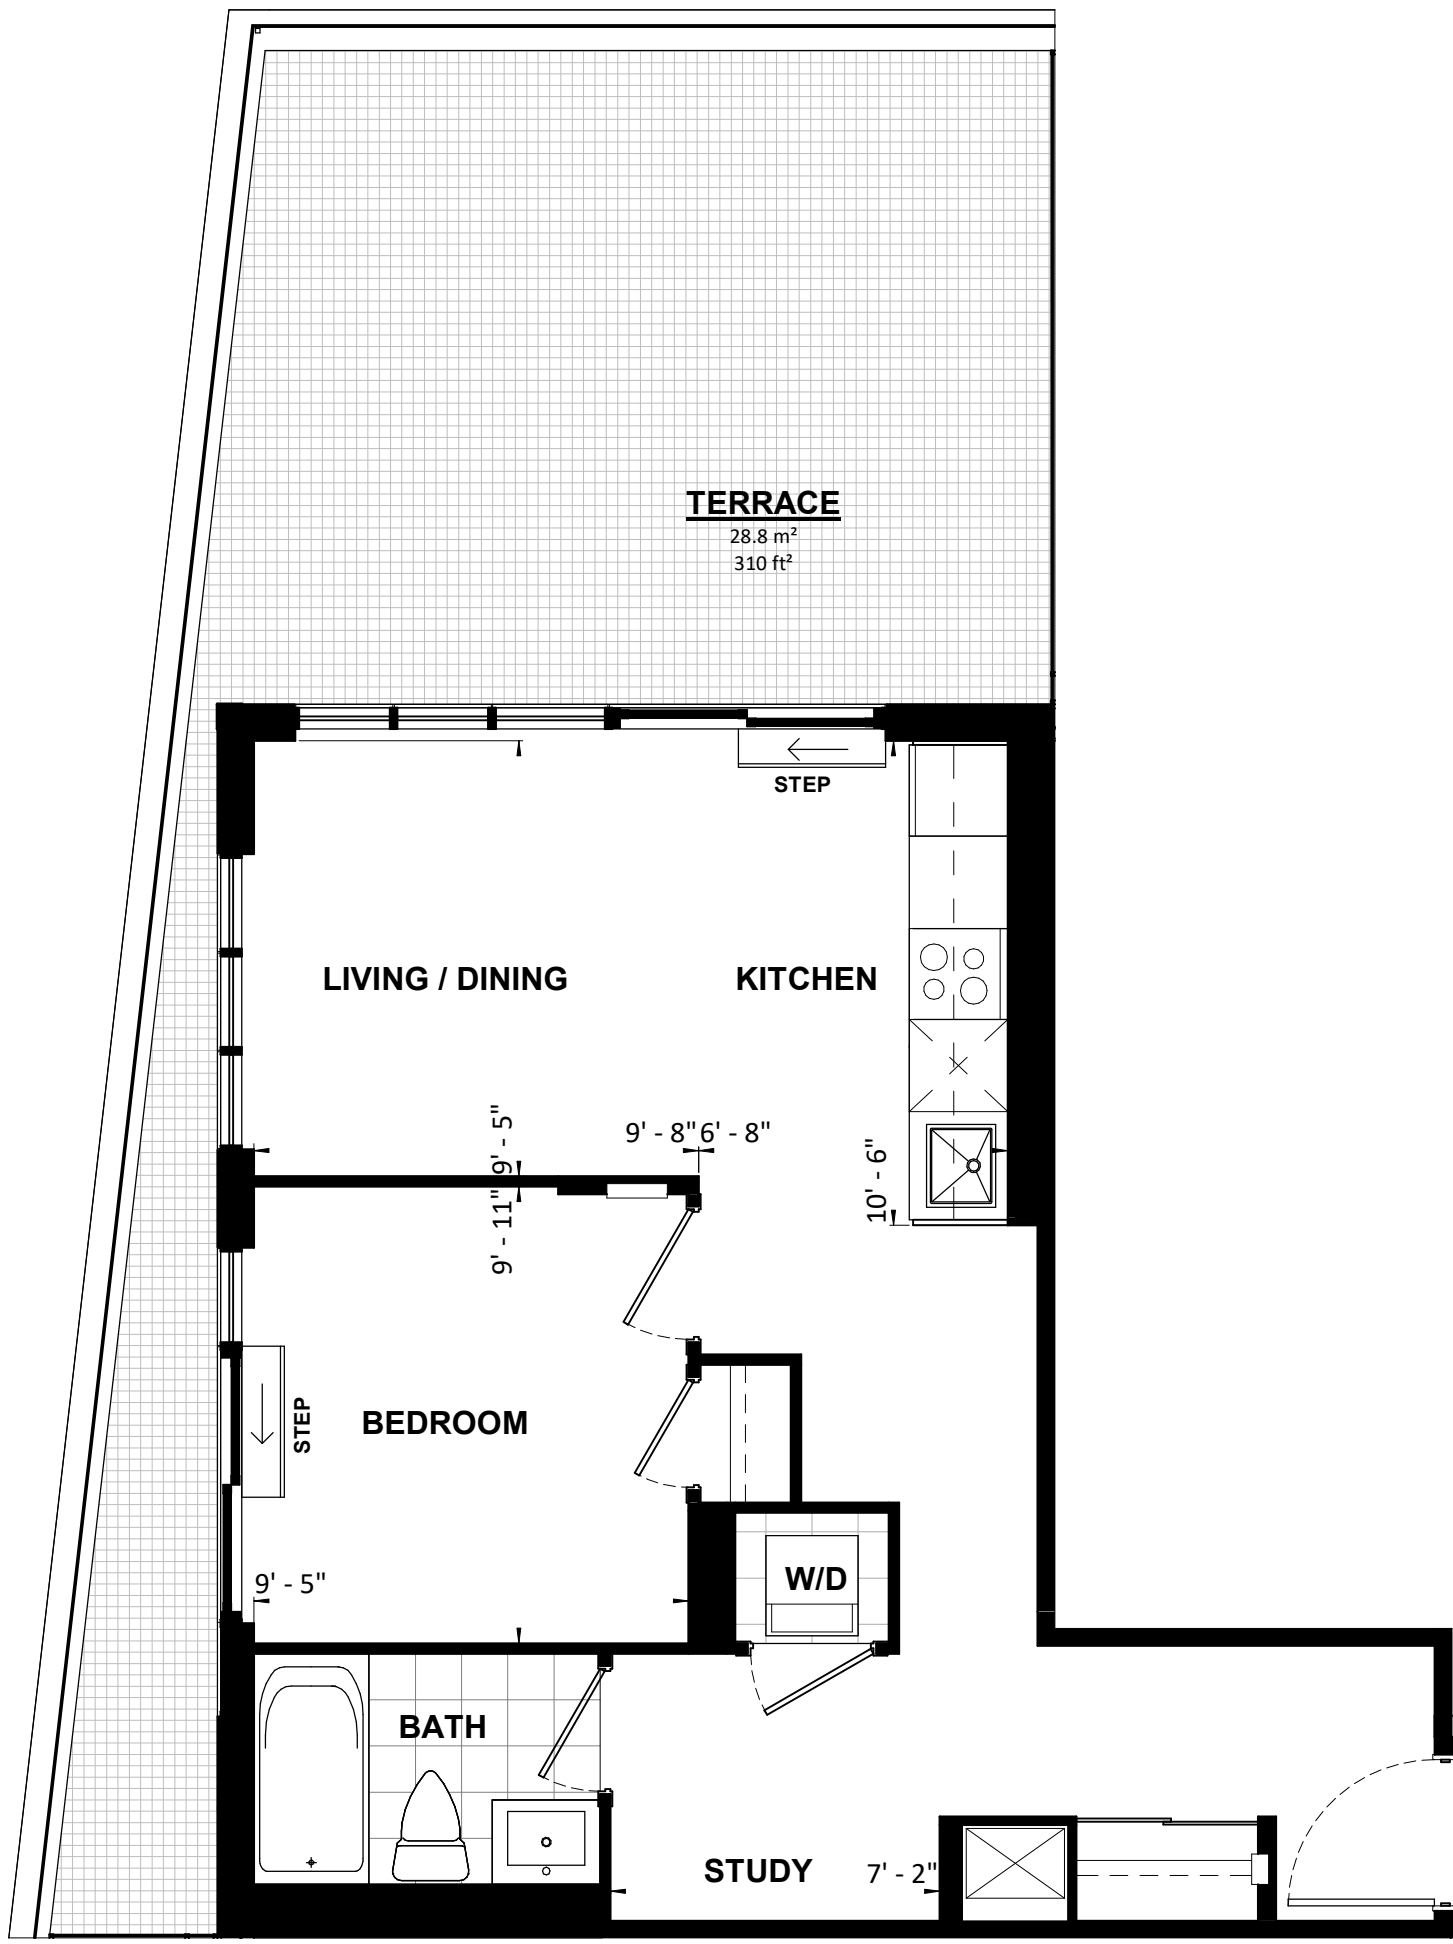 TERRACE
28.8 m²
310 ft²
STEP
LIVING / DINING
KITCHEN
9' - 5"
9' - 8"
6' - 8"
10' - 6"
9' - 11"
STEP
BEDROOM
9' - 5"
W/D
BATH
STUDY
7' - 2"